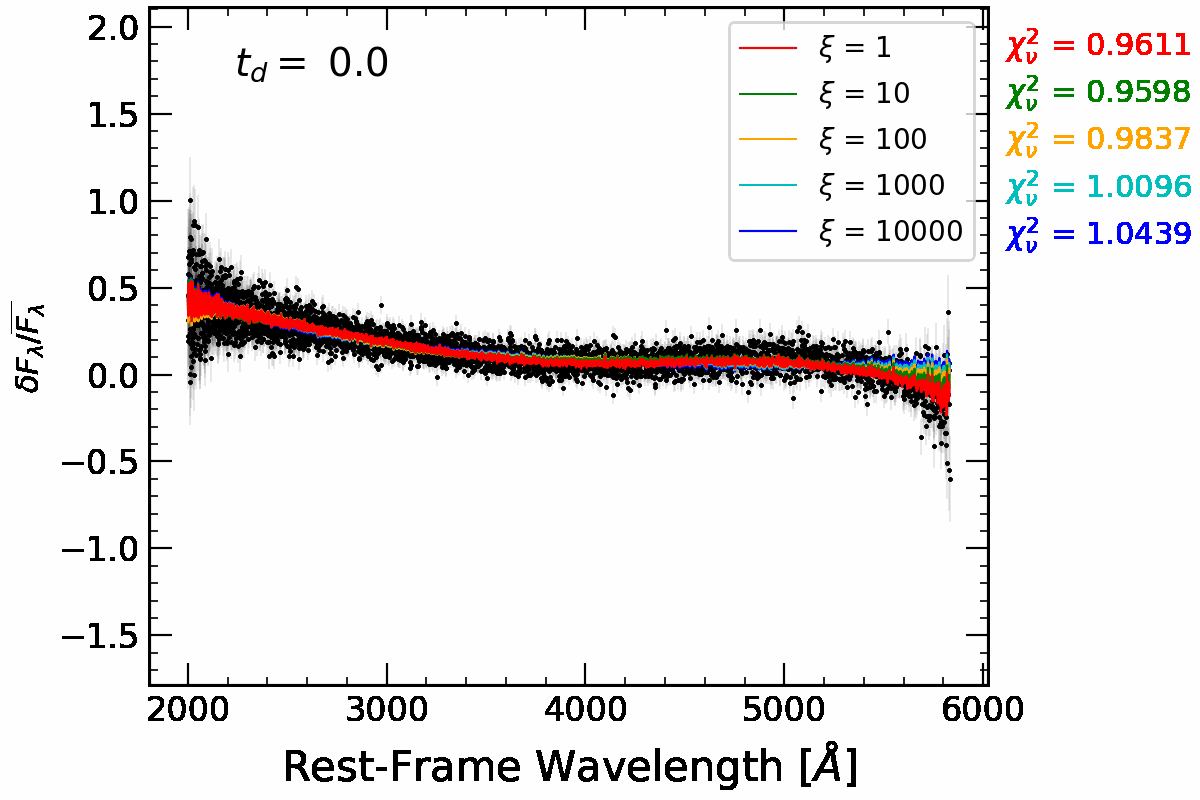 t_d = 0.0
ξ = 1
ξ = 10
ξ = 100
ξ = 1000
ξ = 10000
χ²_ν = 0.9611
χ²_ν = 0.9598
χ²_ν = 0.9837
χ²_ν = 1.0096
χ²_ν = 1.0439
2.0
1.5
1.0
0.5
0.0
−0.5
−1.0
−1.5
δF_λ/F̅_λ
2000 3000 4000 5000 6000
Rest-Frame Wavelength [Å]